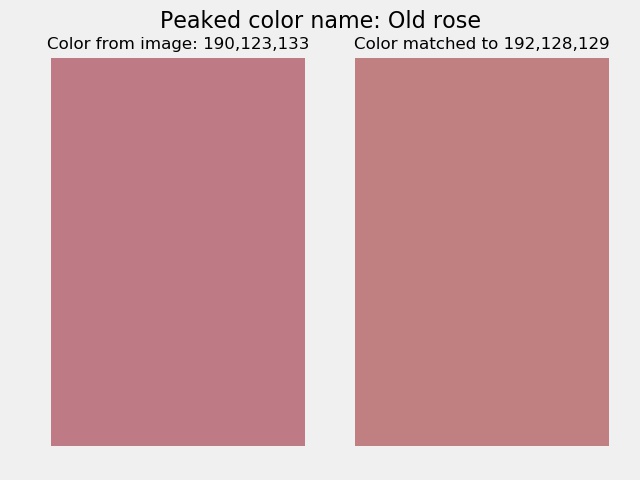 Peaked color name: Old rose
Color from image: 190,123,133
Color matched to 192,128,129